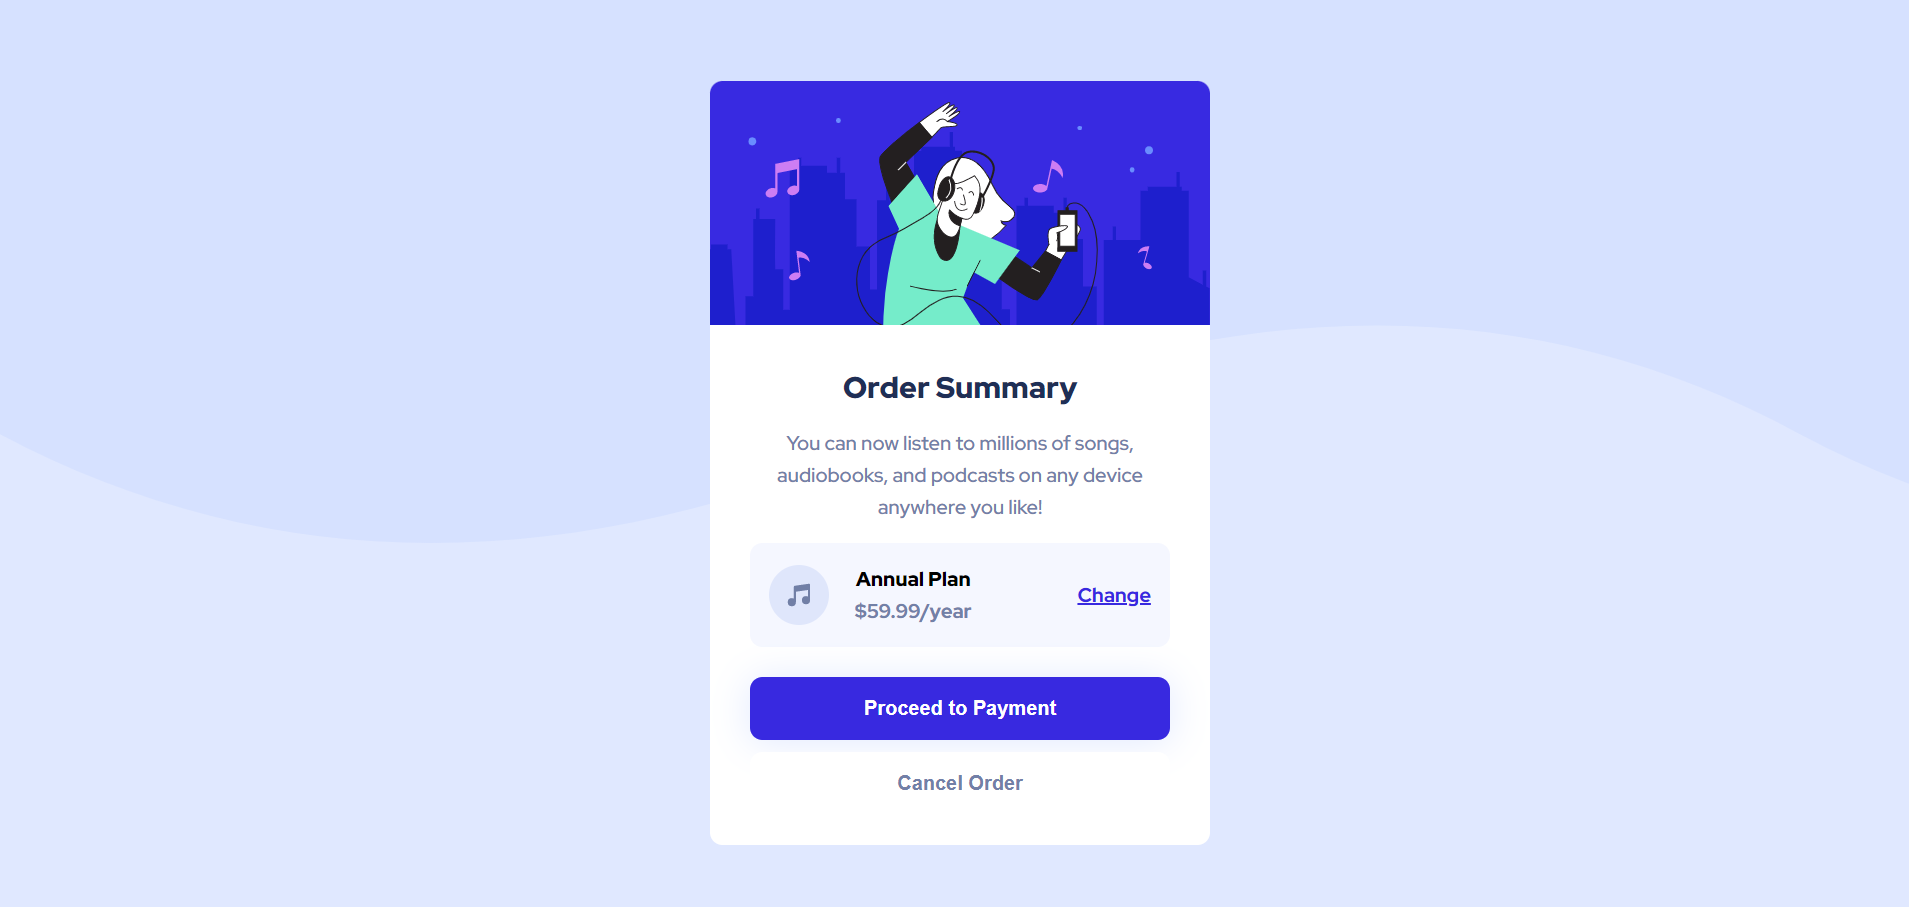 Order Summary
You can now listen to millions of songs,
audiobooks, and podcasts on any device
anywhere you like!
Annual Plan
$59.99/year
Change
Proceed to Payment
Cancel Order